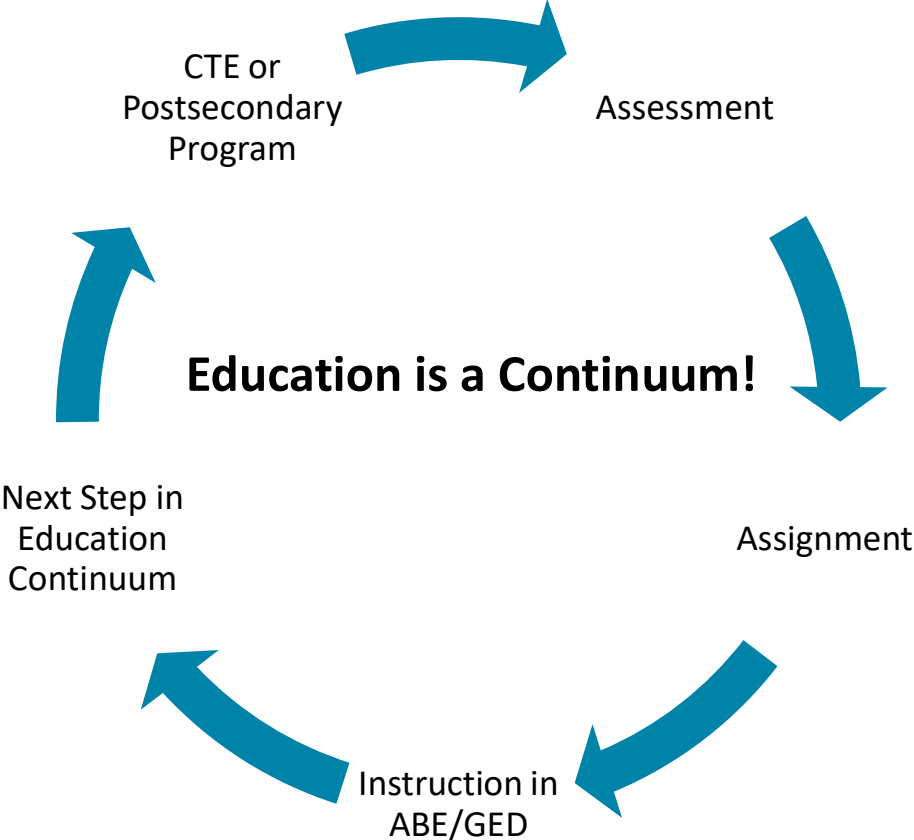 CTE or
Postsecondary
Program
Assessment
Education is a Continuum!
Next Step in
Education
Continuum
Assignment
Instruction in
ABE/GED